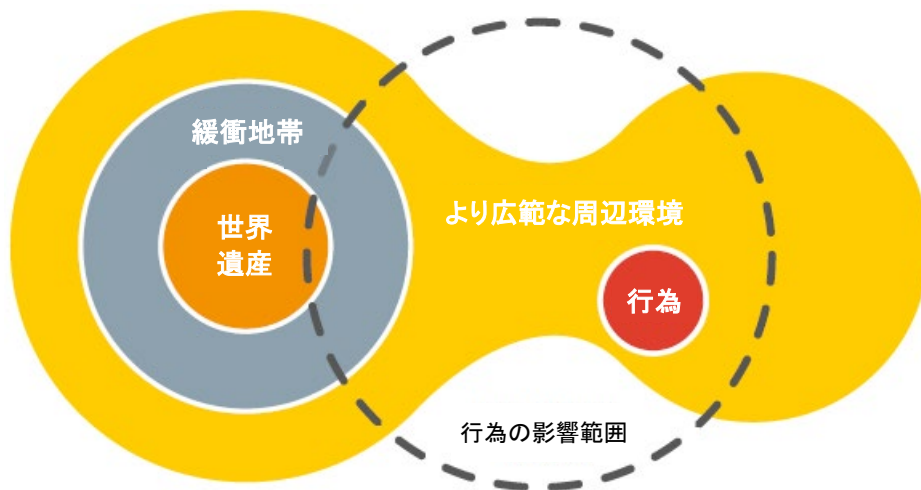 緩衝地帯
世界
遺産
より広範な周辺環境
行為
行為の影響範囲